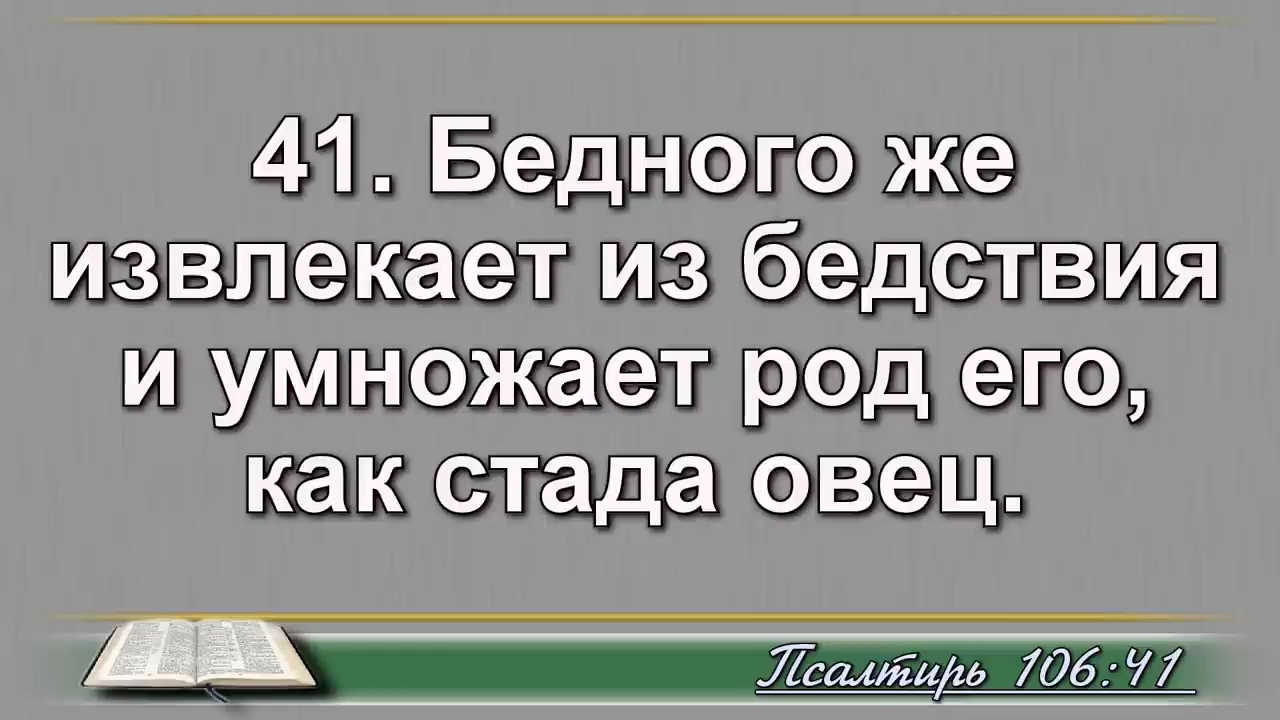 41. Бедного же
извлекает из бедствия
и умножает род его,
как стада овец.
Псалтирь 106:41